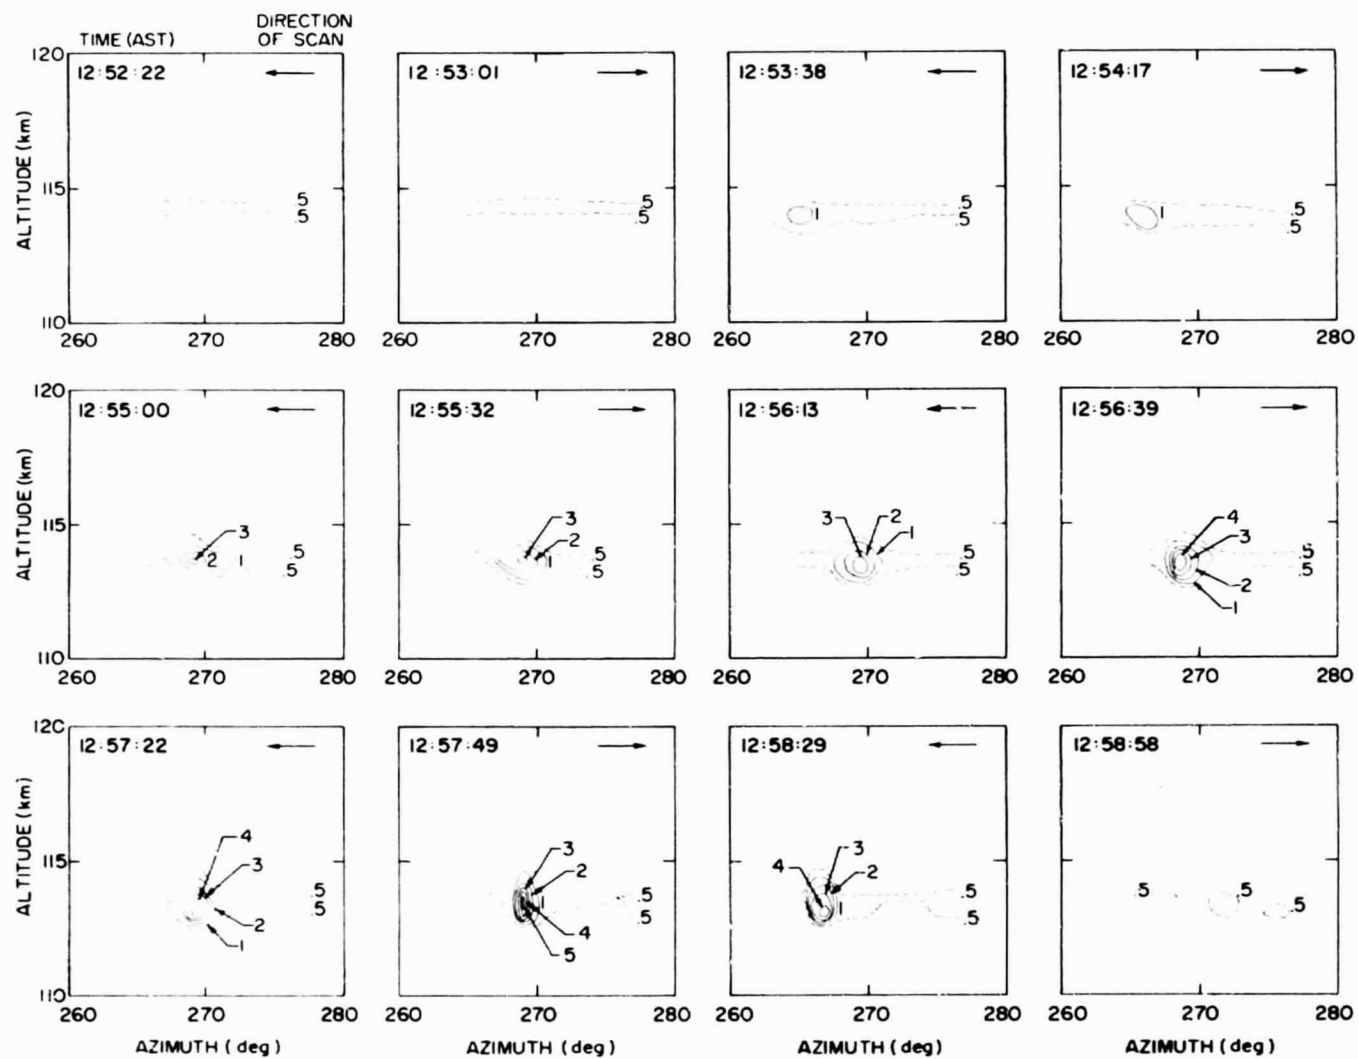 TIME (AST) DIRECTION OF SCAN
120
12:52:22
12:53:01
12:53:38
12:54:17
ALTITUDE (km)
115
.5 .5 .5 .5
.5 .5 1 .5 1 .5
110
260 270 280 260 270 280 260 270 280 260 270 280
120
12:55:00
12:55:32
12:56:13
12:56:39
ALTITUDE (km)
115
3 2 1 .5 .5
3 2 1 .5 .5
3 2 1 .5 .5
4 3 2 1 .5 .5
110
260 270 280 260 270 280 260 270 280 260 270 280
120
12:57:22
12:57:49
12:58:29
12:58:58
ALTITUDE (km)
115
4 3 2 1 .5 .5
3 2 1 4 5 .5 .5
4 3 2 1 .5 .5
.5 .5 .5
110
260 270 280 260 270 280 260 270 280 260 270 280
AZIMUTH (deg) AZIMUTH (deg) AZIMUTH (deg) AZIMUTH (deg)